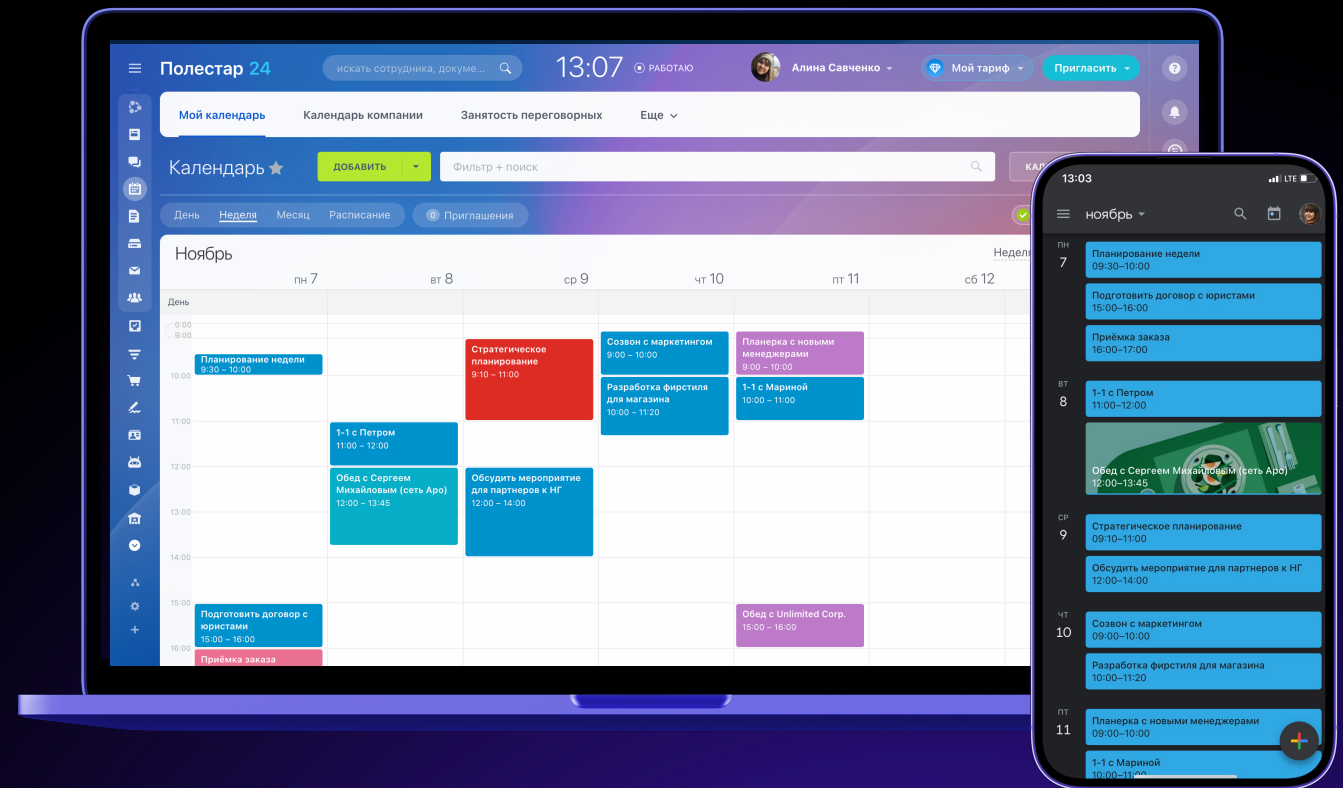 Полестар 24
искать сотрудника, докуме...
13:07
РАБОТАЮ
Алина Савченко
Мой тариф
Пригласить
Мой календарь
Календарь компании
Занятость переговорных
Еще
Календарь
ДОБАВИТЬ
Фильтр + поиск
День
Неделя
Месяц
Расписание
0 Приглашения
Ноябрь
пн 7
вт 8
ср 9
чт 10
пт 11
сб 12
День
0:00
9:00
10:00
11:00
12:00
13:00
14:00
15:00
16:00
Планирование недели
9:30 – 10:00
Подготовить договор с
юристами
15:00 – 16:00
Приёмка заказа
1-1 с Петром
11:00 – 12:00
Обед с Сергеем
Михайловым (сеть Аро)
12:00 – 13:45
Стратегическое
планирование
9:10 – 11:00
Обсудить мероприятие
для партнеров к НГ
12:00 – 14:00
Созвон с маркетингом
9:00 – 10:00
Разработка фирстиля
для магазина
10:00 – 11:20
Планерка с новыми
менеджерами
9:00 – 10:00
1-1 с Мариной
10:00 – 11:00
Обед с Unlimited Corp.
15:00 – 16:00
13:03
LTE
ноябрь
ПН
7
Планирование недели
09:30–10:00
Подготовить договор с юристами
15:00–16:00
Приёмка заказа
16:00–17:00
ВТ
8
1-1 с Петром
11:00–12:00
Обед с Сергеем Михайловым (сеть Аро)
12:00–13:45
СР
9
Стратегическое планирование
09:10–11:00
Обсудить мероприятие для партнеров к НГ
12:00–14:00
ЧТ
10
Созвон с маркетингом
09:00–10:00
Разработка фирстиля для магазина
10:00–11:20
ПТ
11
Планерка с новыми менеджерами
09:00–10:00
1-1 с Мариной
10:00–11:00